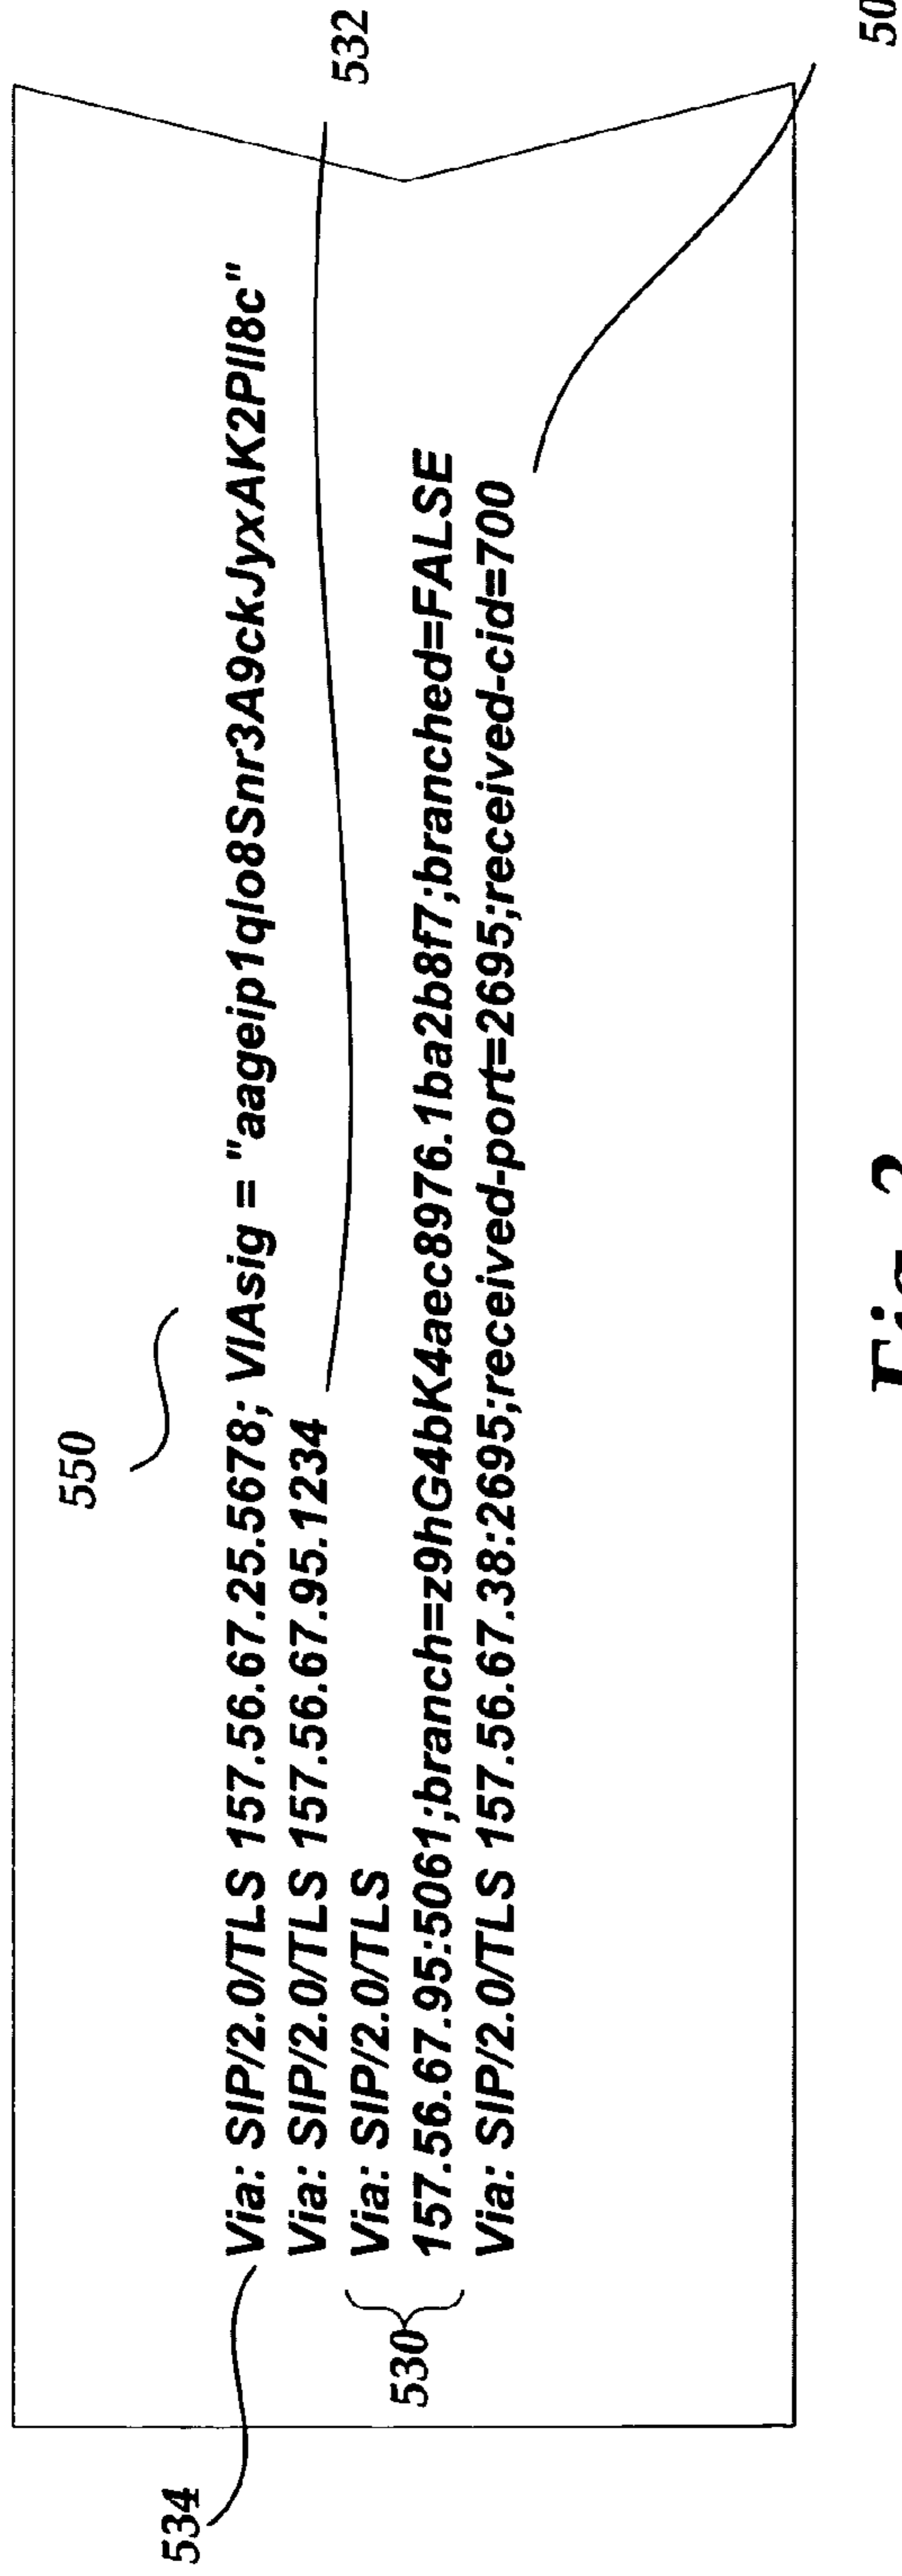 550
534
Via: SIP/2.0/TLS 157.56.67.25.5678; VIAsig = "aageip1qlo8Snr3A9ckJyxAK2PlI8c"
Via: SIP/2.0/TLS 157.56.67.95.1234
532
Via: SIP/2.0/TLS
530
157.56.67.95:5061;branch=z9hG4bK4aec8976.1ba2b8f7;branched=FALSE
Via: SIP/2.0/TLS 157.56.67.38:2695;received-port=2695;received-cid=700